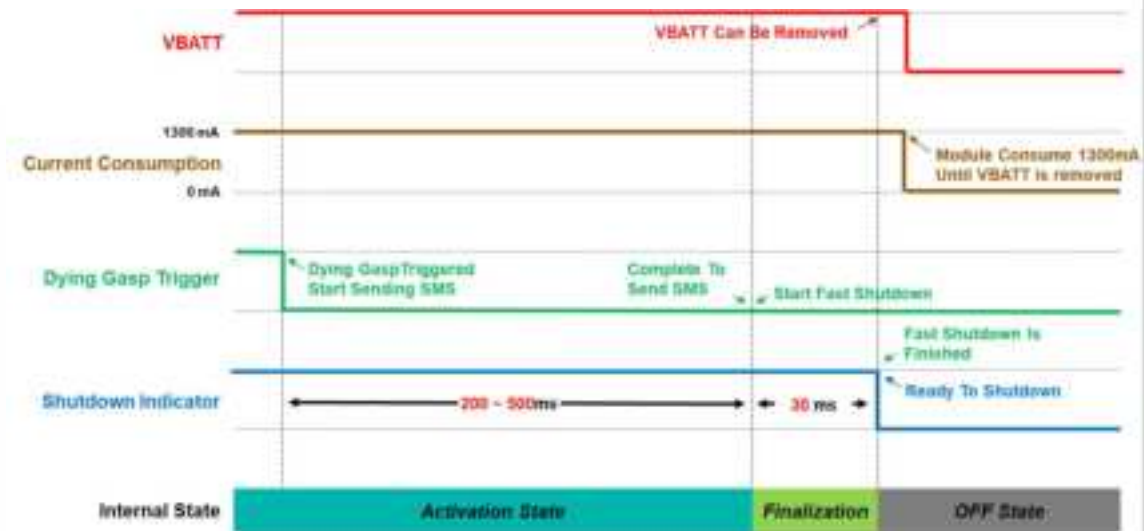 VBATT
VBATT Can Be Removed
1300 mA
Current Consumption
0 mA
Module Consume 1300mA
Until VBATT is removed
Dying Gasp Trigger
Dying GaspTriggered
Start Sending SMS
Complete To
Send SMS
Start Fast Shutdown
Fast Shutdown Is
Finished
Shutdown Indicator
200 ~ 500ms
30 ms
Ready To Shutdown
Internal State
Activation State
Finalization
OFF State